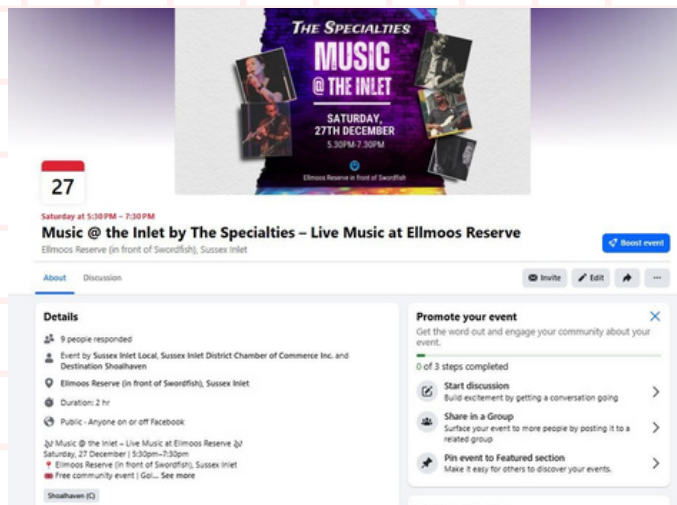 THE SPECIALTIES
MUSIC
@ THE INLET
SATURDAY,
27TH DECEMBER
5.30PM-7.30PM
Ellmoos Reserve in front of Swordfish
27
Saturday at 5:30 PM – 7:30 PM
Music @ the Inlet by The Specialties – Live Music at Ellmoos Reserve
Ellmoos Reserve (in front of Swordfish), Sussex Inlet
Boost event
About
Discussion
Invite
Edit
Details
9 people responded
Event by Sussex Inlet Local, Sussex Inlet District Chamber of Commerce Inc. and
Destination Shoalhaven
Ellmoos Reserve (in front of Swordfish), Sussex Inlet
Duration: 2 hr
Public · Anyone on or off Facebook
🎶 Music @ the Inlet – Live Music at Ellmoos Reserve 🎶
Saturday, 27 December | 5:30pm–7:30pm
📍 Ellmoos Reserve (in front of Swordfish), Sussex Inlet
🎟 Free community event | Gol... See more
Shoalhaven (C)
Promote your event
Get the word out and engage your community about your
event.
0 of 3 steps completed
Start discussion
Build excitement by getting a conversation going
Share in a Group
Surface your event to more people by posting it to a
related group
Pin event to Featured section
Make it easy for others to discover your events.